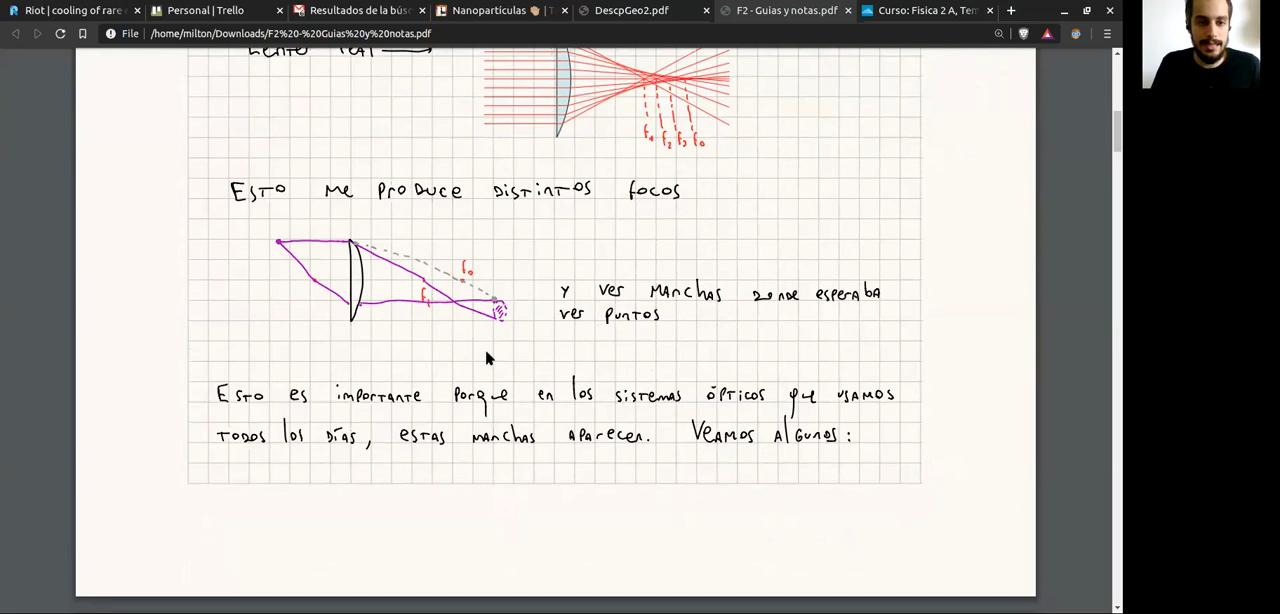 Riot | cooling of rare e
Personal | Trello
Resultados de la bús
Nanopartículas 👋🏽 | T
DescpGeo2.pdf
F2 - Guias y notas.pdf
Curso: Fisica 2 A, Tem
File | /home/milton/Downloads/F2%20-%20Guias%20y%20notas.pdf
f1 f2 f3 f0
Esto me produce distintos focos
f0
f1
y ver manchas donde esperaba
ver puntos
Esto es importante porque en los sistemas ópticos que usamos
todos los días, estas manchas aparecen. Veamos algunos: